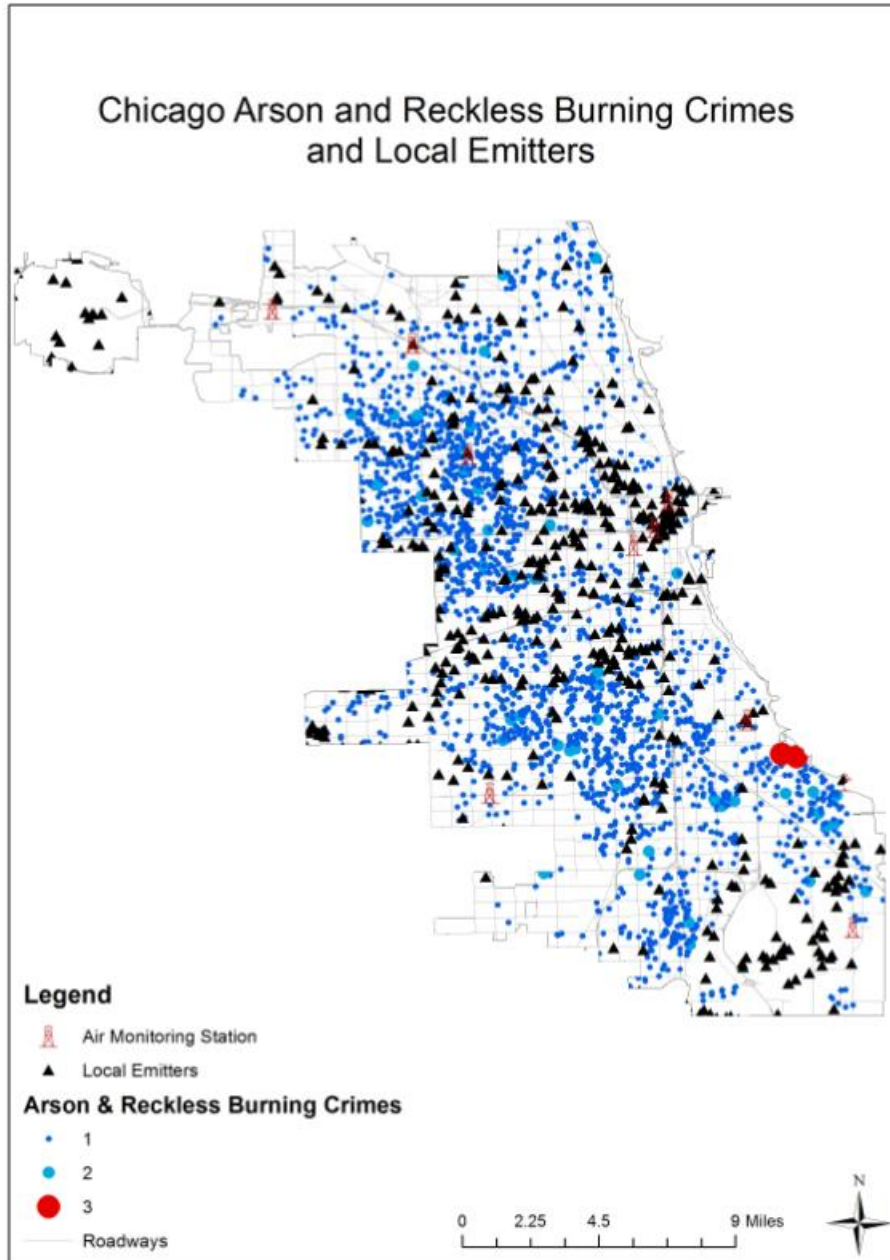 Chicago Arson and Reckless Burning Crimes
and Local Emitters
Legend
Air Monitoring Station
Local Emitters
Arson & Reckless Burning Crimes
1
2
3
Roadways
0 2.25 4.5 9 Miles
N